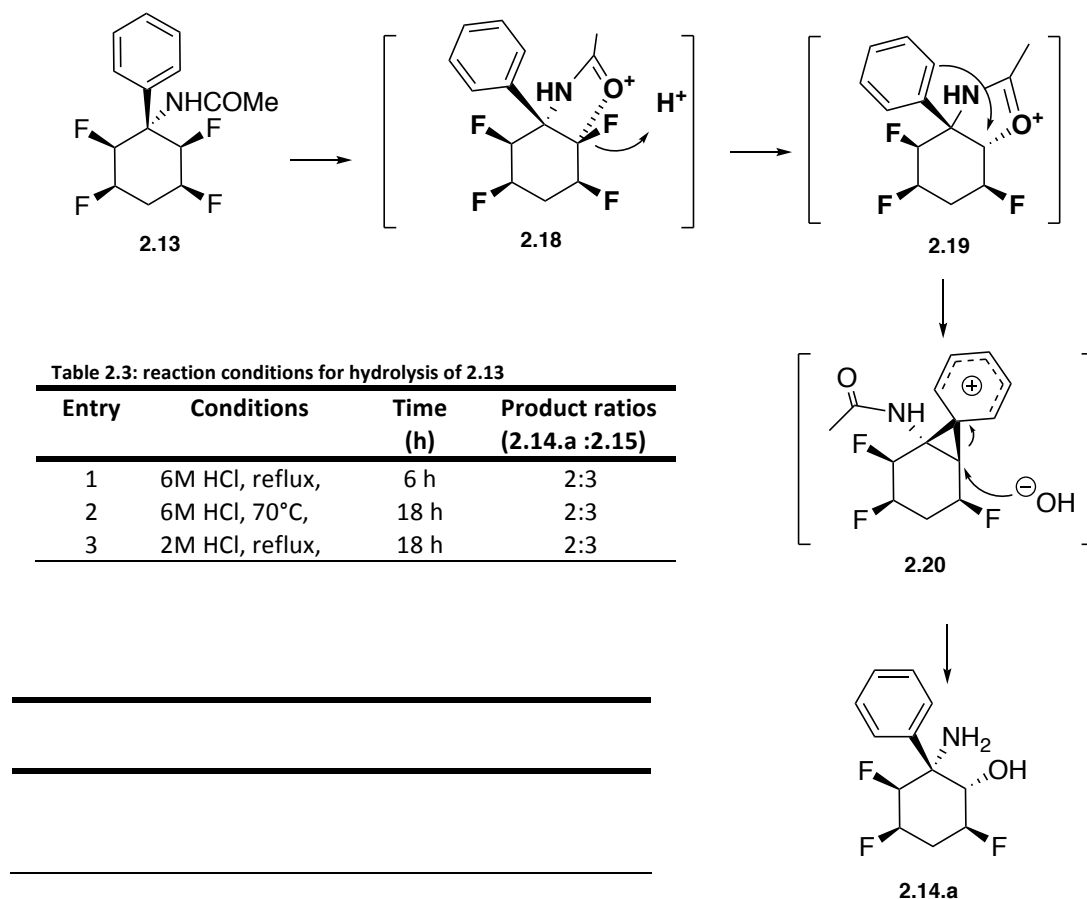 NHCOMe
F
F
F
F
2.13
HN
O+
F
F
F
F
H+
2.18
HN
O+
F
F
F
2.19
Table 2.3: reaction conditions for hydrolysis of 2.13
Entry Conditions Time (h) Product ratios (2.14.a :2.15)
1 6M HCl, reflux, 6 h 2:3
2 6M HCl, 70°C, 18 h 2:3
3 2M HCl, reflux, 18 h 2:3
O
NH
+
F
F
F
−
OH
2.20
NH2
OH
F
F
F
2.14.a